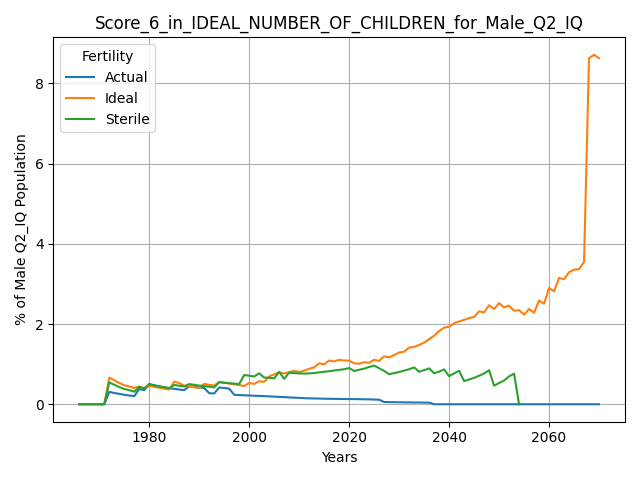 Score_6_in_IDEAL_NUMBER_OF_CHILDREN_for_Male_Q2_IQ
Fertility
Actual
Ideal
Sterile
% of Male Q2_IQ Population
8
6
4
2
0
1980 2000 2020 2040 2060
Years